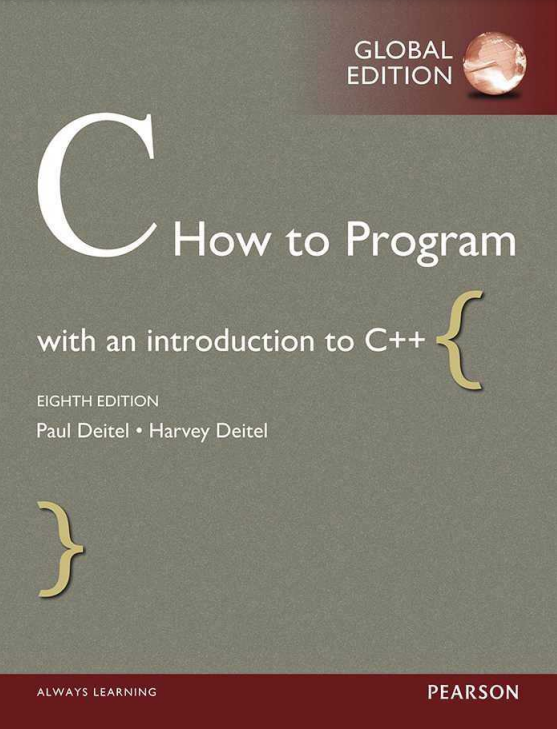 GLOBAL
EDITION
C How to Program
with an introduction to C++ {
EIGHTH EDITION
Paul Deitel • Harvey Deitel
}
ALWAYS LEARNING
PEARSON